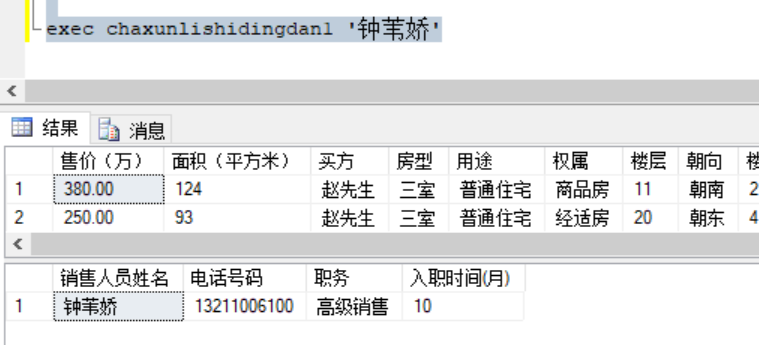 exec chaxunlishidingdan1 '钟苇娇'
结果 消息
售价（万） 面积（平方米） 买方 房型 用途 权属 楼层 朝向
1 380.00 124 赵先生 三室 普通住宅 商品房 11 朝南
2 250.00 93 赵先生 三室 普通住宅 经适房 20 朝东
销售人员姓名 电话号码 职务 入职时间(月)
1 钟苇娇 13211006100 高级销售 10